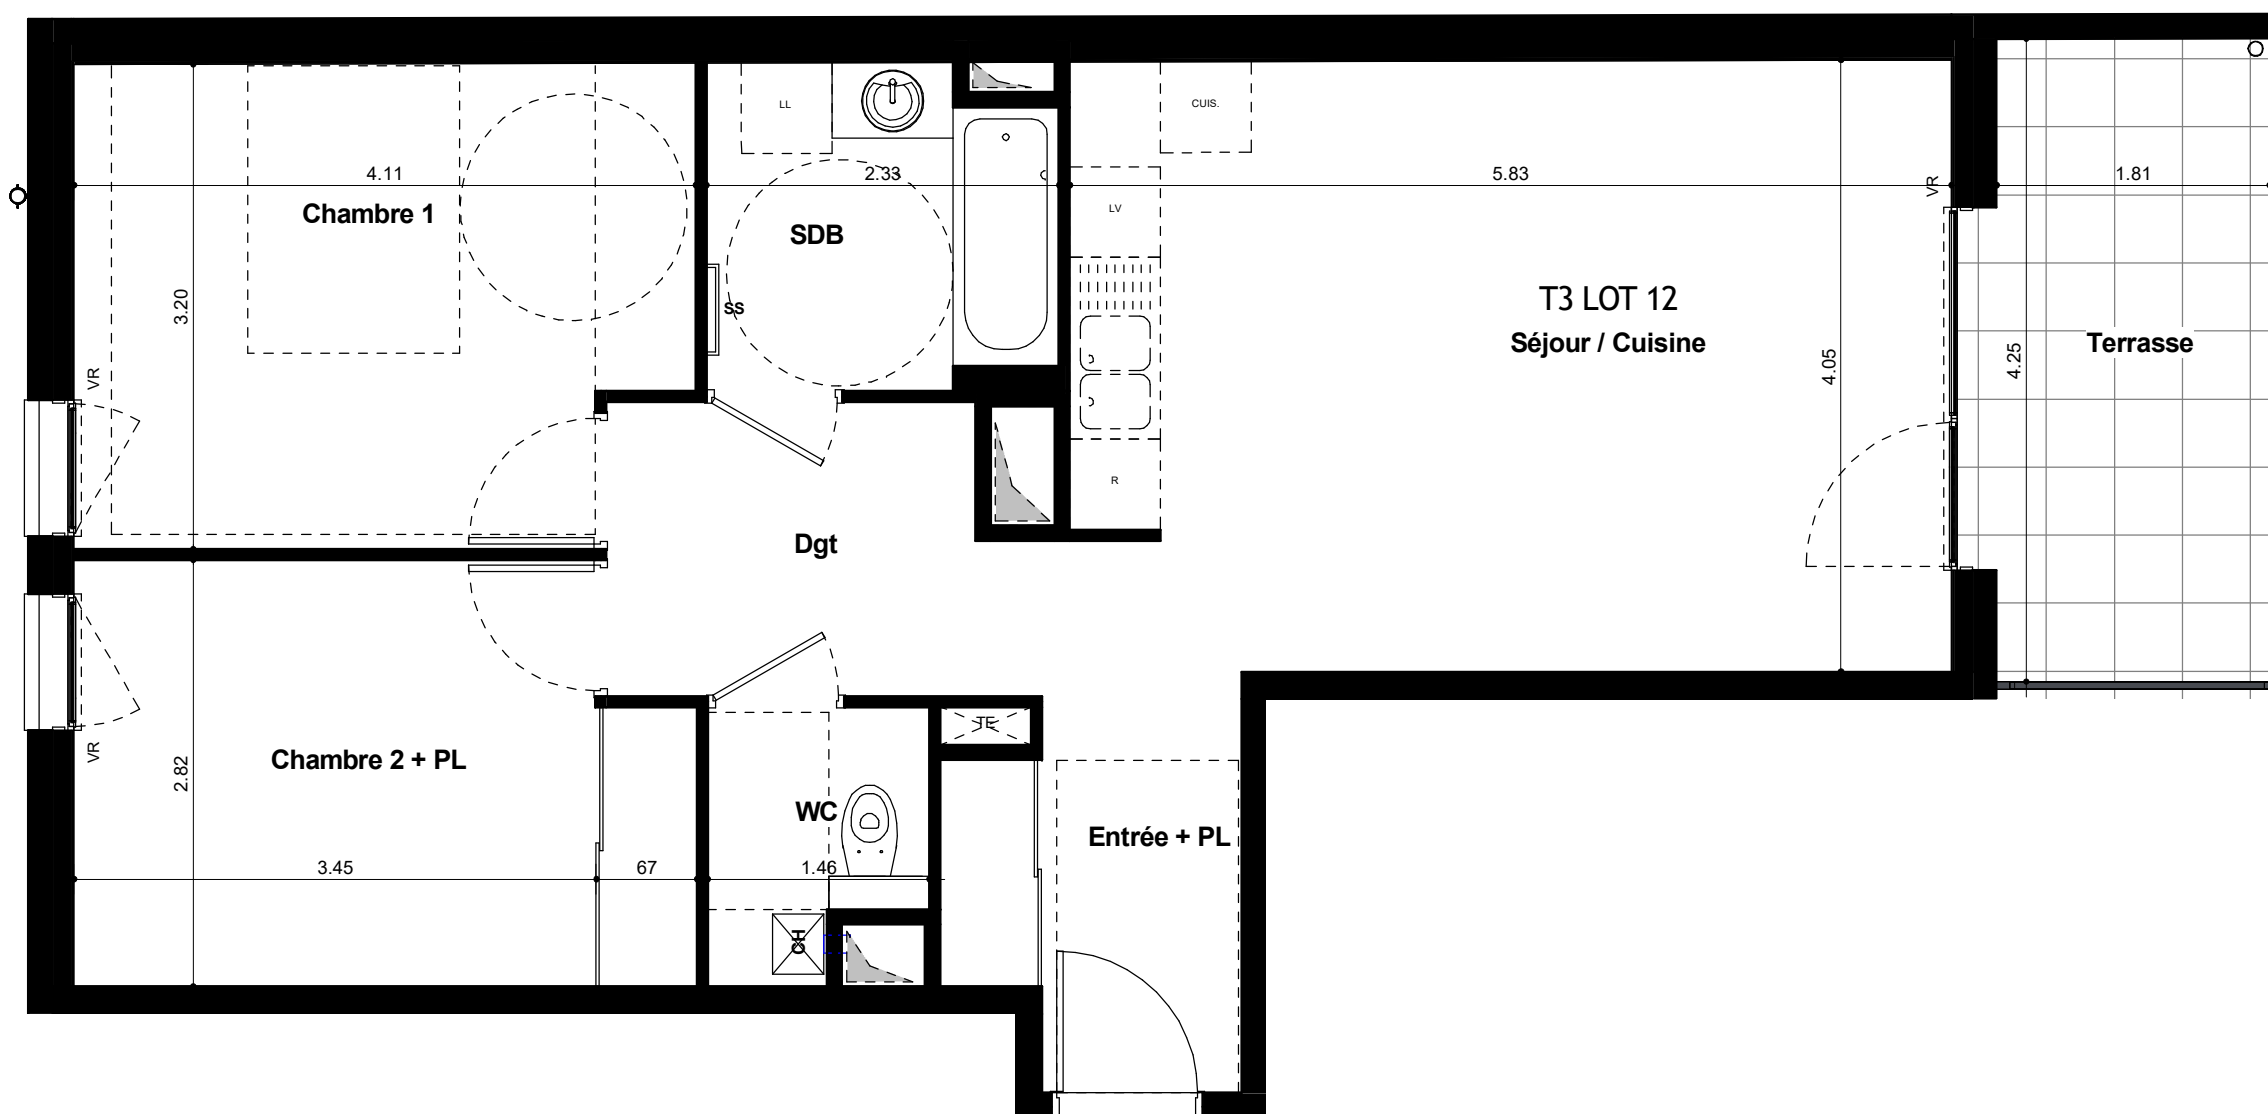 LL
CUIS.
4.11
2.33
5.83
1.81
VR
Chambre 1
LV
SDB
T3 LOT 12
SS
3.20
Séjour / Cuisine
Terrasse
4.05
4.25
VR
R
Dgt
TE
VR
Chambre 2 + PL
2.82
WC
Entrée + PL
3.45
67
1.46
CH